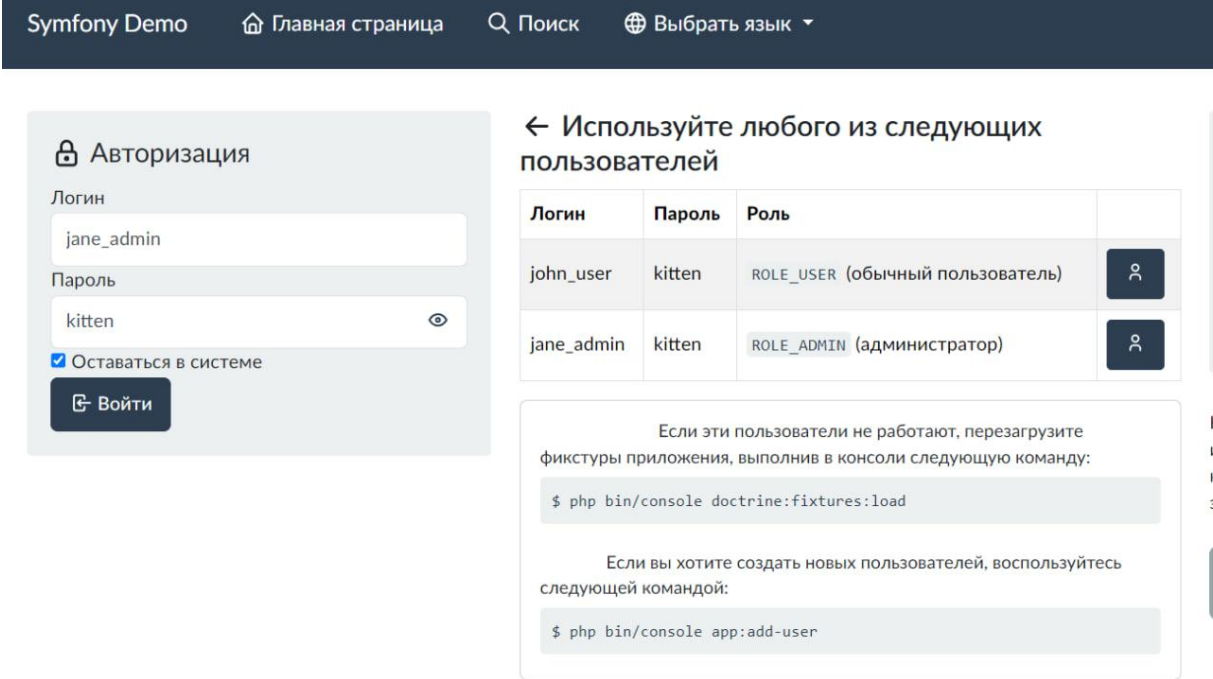 Symfony Demo Главная страница Поиск Выбрать язык
Авторизация
Логин
jane_admin
Пароль
kitten
Оставаться в системе
Войти
← Используйте любого из следующих
пользователей
Логин Пароль Роль
john_user kitten ROLE_USER (обычный пользователь)
jane_admin kitten ROLE_ADMIN (администратор)
Если эти пользователи не работают, перезагрузите
фикстуры приложения, выполнив в консоли следующую команду:
$ php bin/console doctrine:fixtures:load
Если вы хотите создать новых пользователей, воспользуйтесь
следующей командой:
$ php bin/console app:add-user